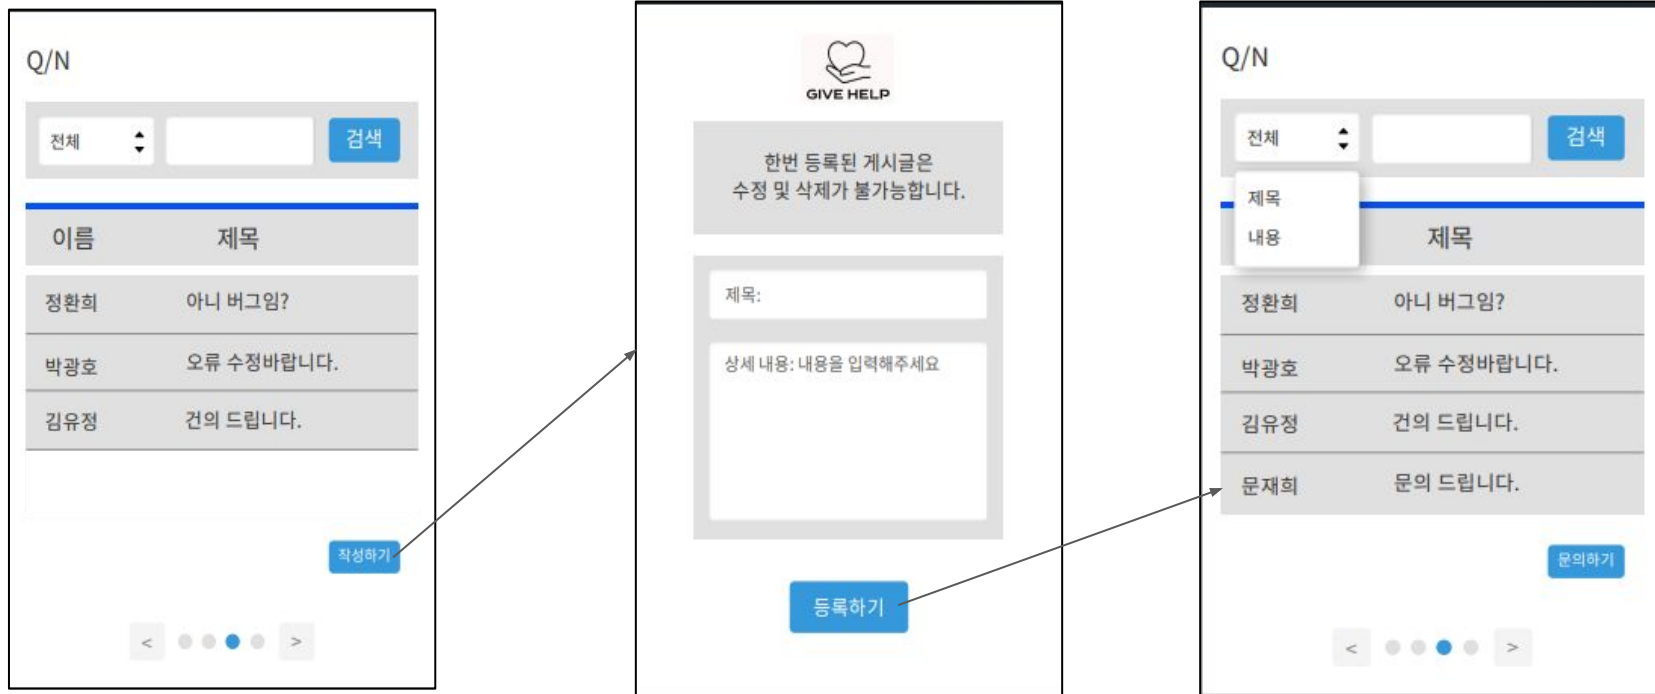 Q/N
전체
검색
이름 제목
정환희 아니 버그임?
박광호 오류 수정바랍니다.
김유정 건의 드립니다.
작성하기
< >
GIVE HELP
한번 등록된 게시글은
수정 및 삭제가 불가능합니다.
제목:
상세 내용: 내용을 입력해주세요
등록하기
Q/N
전체
검색
제목
내용
제목
정환희 아니 버그임?
박광호 오류 수정바랍니다.
김유정 건의 드립니다.
문재희 문의 드립니다.
문의하기
< >